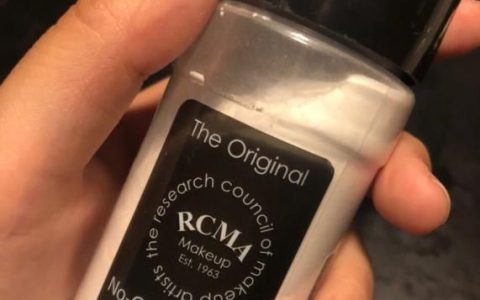 The Original
the research council of makeup artists
RCMA
Makeup
Est. 1963